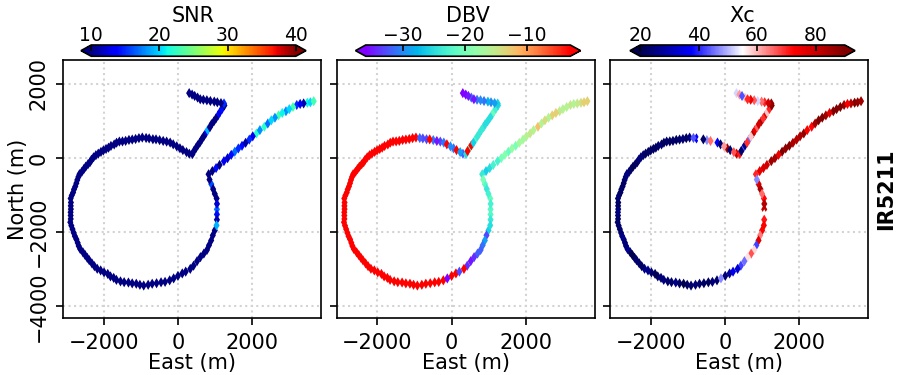 SNR DBV Xc
10 20 30 40 −30 −20 −10 20 40 60 80
2000
0
−2000
−4000
North (m)
−2000 0 2000 −2000 0 2000 −2000 0 2000
East (m) East (m) East (m)
IR5211